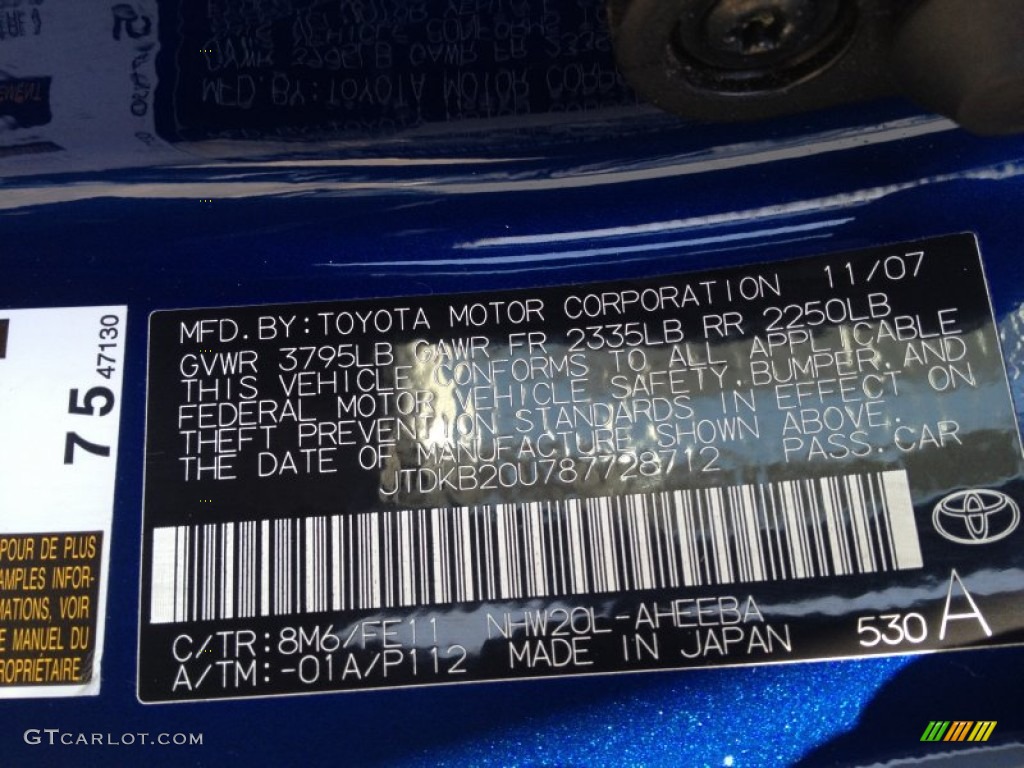 MFD.BY:TOYOTA MOTOR CORPORATION 11/07
GVWR 3795LB GAWR FR 2335LB RR 2250LB
THIS VEHICLE CONFORMS TO ALL APPLICABLE
FEDERAL MOTOR VEHICLE SAFETY,BUMPER,AND
THEFT PREVENTION STANDARDS IN EFFECT ON
THE DATE OF MANUFACTURE SHOWN ABOVE.
JTDKB20U787728712 PASS.CAR
C/TR:8M6/FE11 NHW20L-AHEEBA
A/TM:-01A/P112 MADE IN JAPAN 530 A
75 47130
POUR DE PLUS
AMPLES INFOR-
MATIONS, VOIR
LE MANUEL DU
PROPRIÉTAIRE.
GTCARLOT.COM